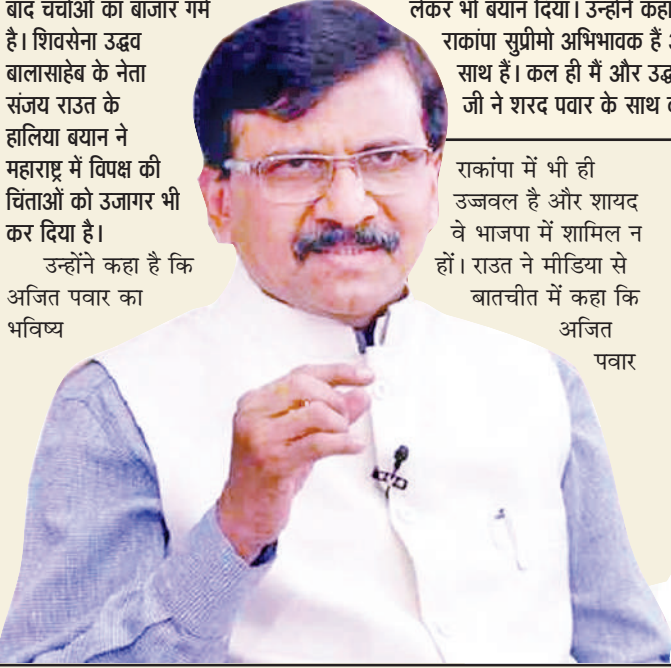 बाद चर्चाओं का बाजार गर्म
है। शिवसेना उद्धव
बालासाहेब के नेता
संजय राउत के
हालिया बयान ने
महाराष्ट्र में विपक्ष की
चिंताओं को उजागर भी
कर दिया है।
उन्होंने कहा है कि
अजित पवार का
भविष्य
राकांपा में भी ही
उज्जवल है और शायद
वे भाजपा में शामिल न
हों। राउत ने मीडिया से
बातचीत में कहा कि
अजित
पवार
लेकर भी बयान दिया। उन्होंने कहा
राकांपा सुप्रीमो अभिभावक हैं
साथ हैं। कल ही मैं और
जी ने शरद पवार के साथ